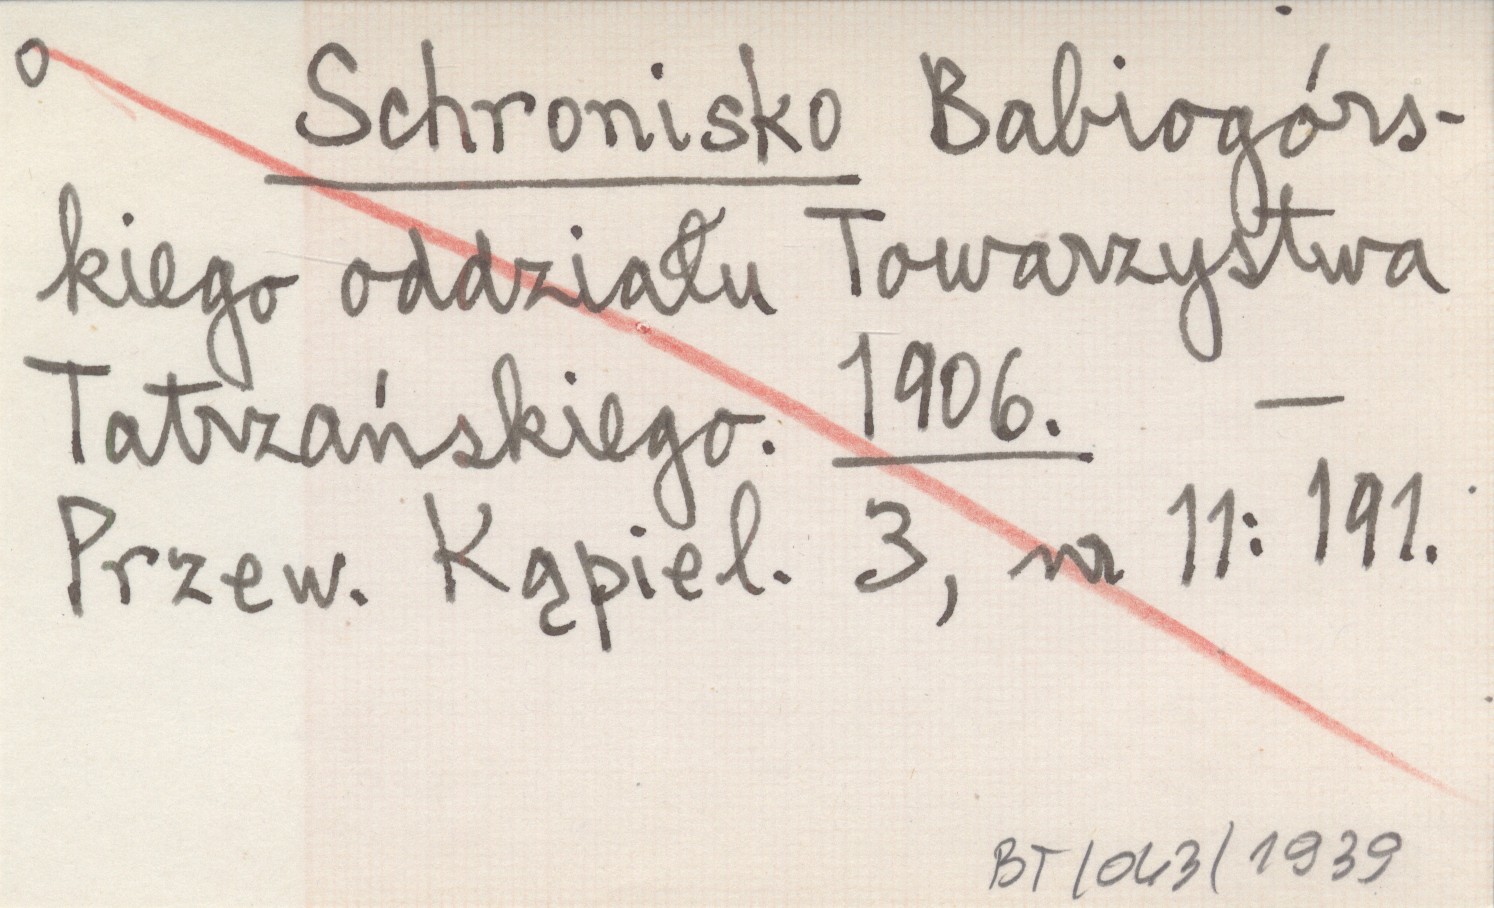 o Schronisko Babiogórs-
kiego oddziału Towarzystwa
Tatrzańskiego. 1906. —
Przew. Kąpiel. 3, nr 11: 191.
BT/043/1939